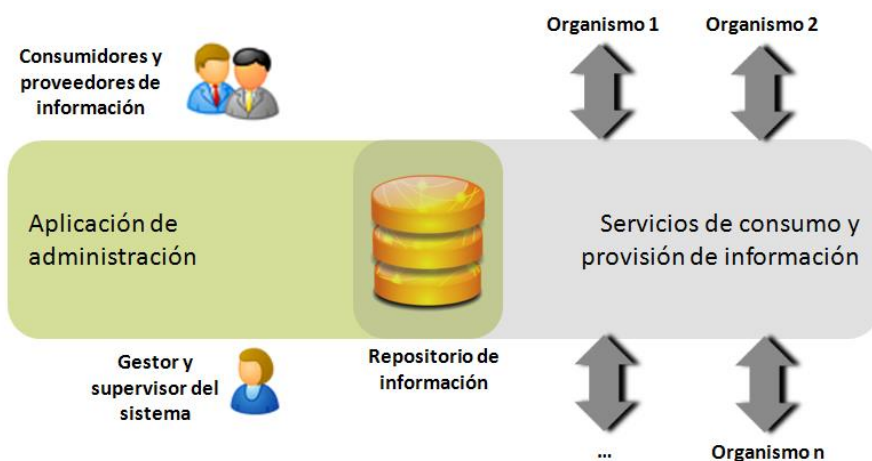 Organismo 1
Organismo 2
Consumidores y
proveedores de
información
Aplicación de
administración
Servicios de consumo y
provisión de información
Gestor y
supervisor del
sistema
Repositorio de
información
...
Organismo n